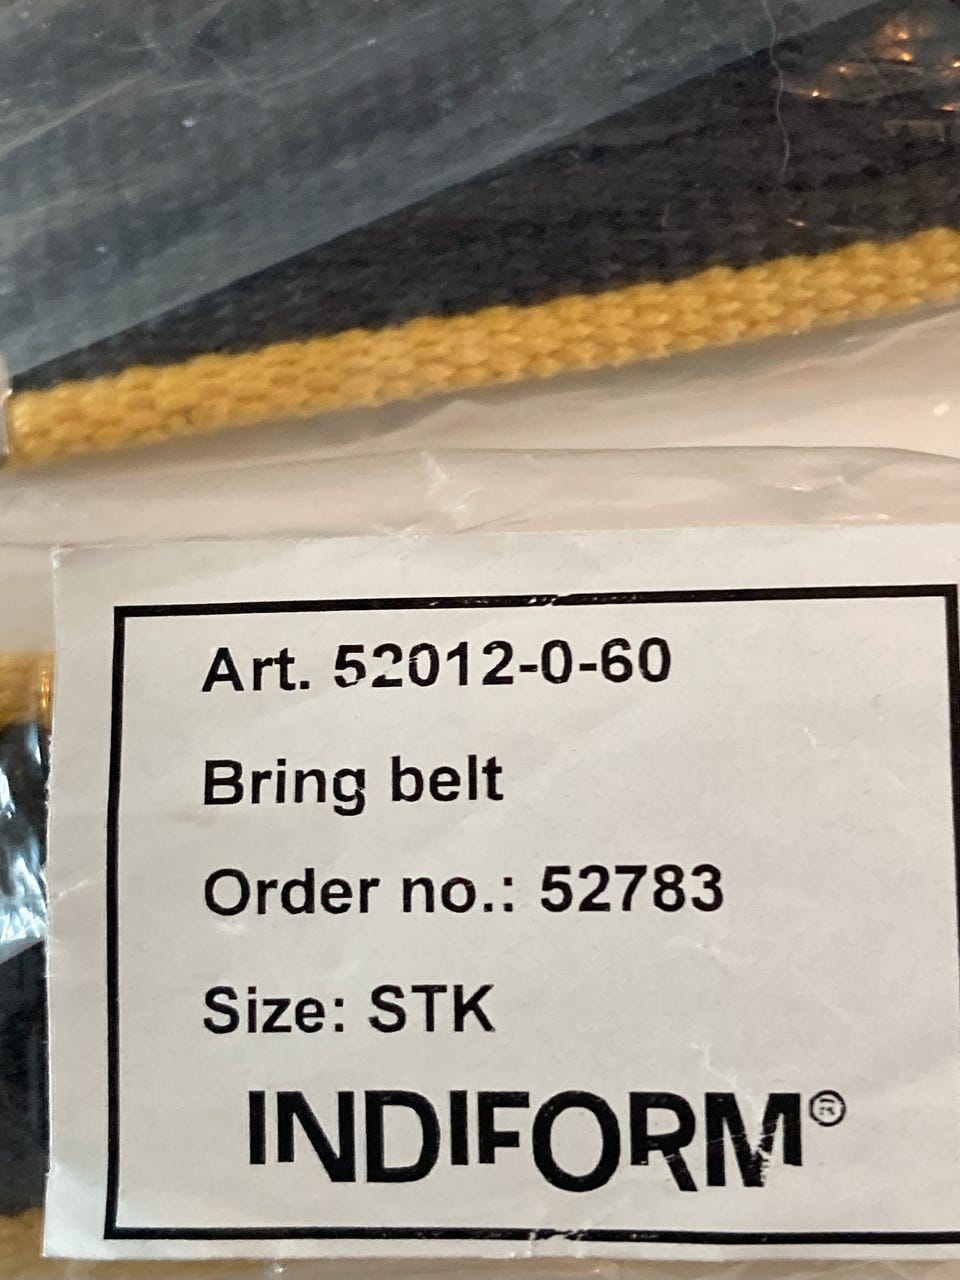 Art. 52012-0-60
Bring belt
Order no.: 52783
Size: STK
INDIFORM®